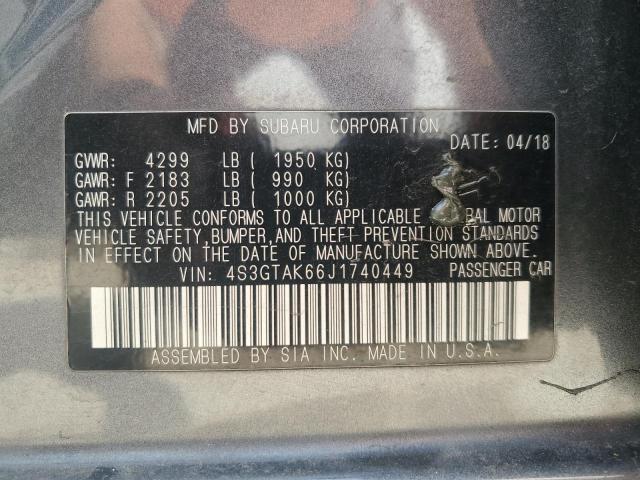 MFD BY SUBARU CORPORATION
DATE: 04/18
GVWR: 4299 LB ( 1950 KG)
GAWR: F 2183 LB ( 990 KG)
GAWR: R 2205 LB ( 1000 KG)
THIS VEHICLE CONFORMS TO ALL APPLICABLE RAL MOTOR
VEHICLE SAFETY, BUMPER, AND THEFT PREVENTION STANDARDS
IN EFFECT ON THE DATE OF MANUFACTURE SHOWN ABOVE.
VIN: 4S3GTAK66J1740449 PASSENGER CAR
ASSEMBLED BY SIA INC. MADE IN U.S.A.